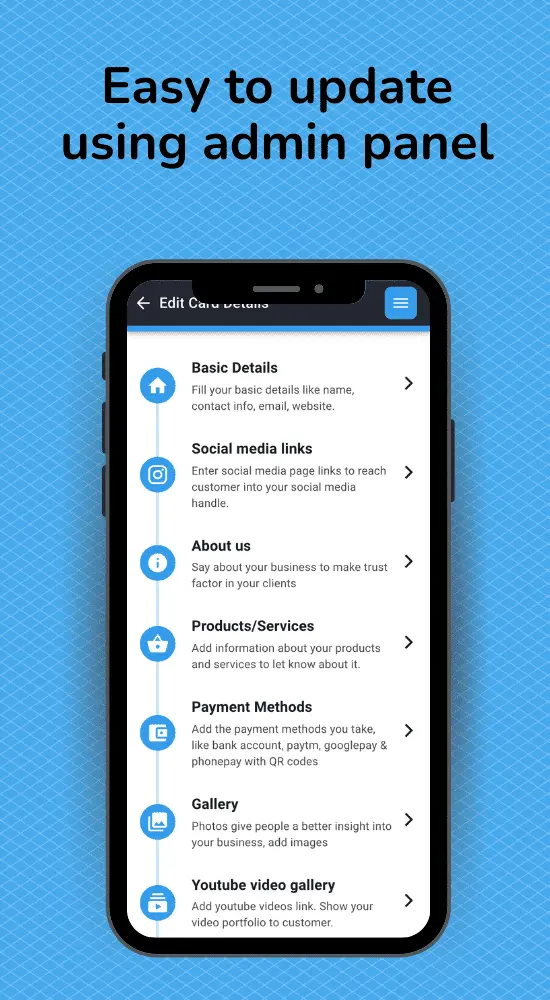 Easy to update
using admin panel
Edit Card Details
Basic Details
Fill your basic details like name,
contact info, email, website.
Social media links
Enter social media page links to reach
customer into your social media
handle.
About us
Say about your business to make trust
factor in your clients
Products/Services
Add information about your products
and services to let know about it.
Payment Methods
Add the payment methods you take,
like bank account, paytm, googlepay &
phonepay with QR codes
Gallery
Photos give people a better insight into
your business, add images
Youtube video gallery
Add youtube videos link. Show your
video portfolio to customer.